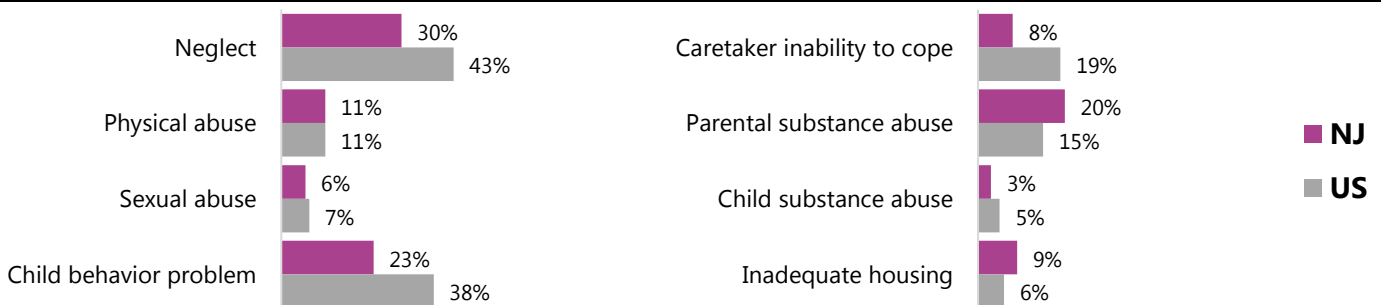 Neglect
30%
43%
Physical abuse
11%
11%
Sexual abuse
6%
7%
Child behavior problem
23%
38%
Caretaker inability to cope
8%
19%
Parental substance abuse
20%
15%
Child substance abuse
3%
5%
Inadequate housing
9%
6%
NJ
US